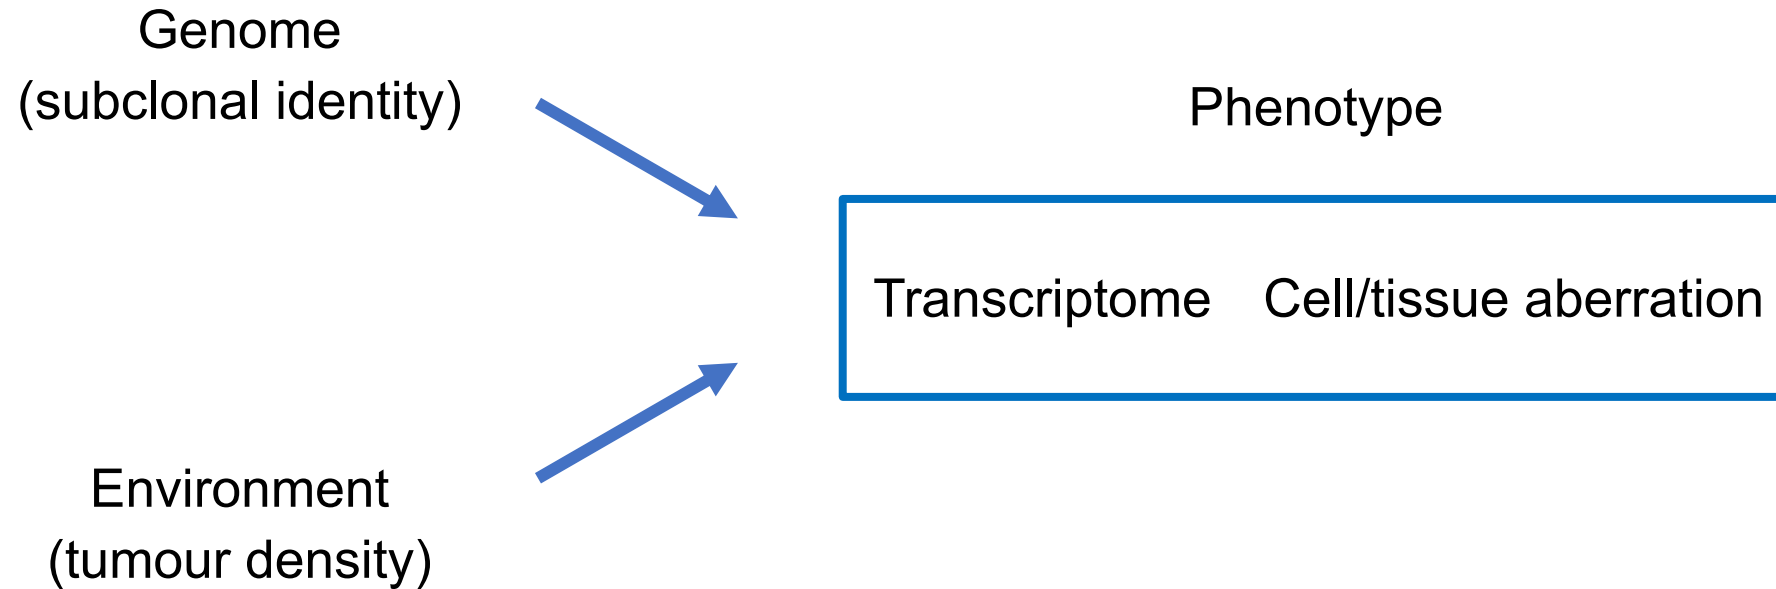 Genome
(subclonal identity)
Phenotype
Transcriptome Cell/tissue aberration
Environment
(tumour density)